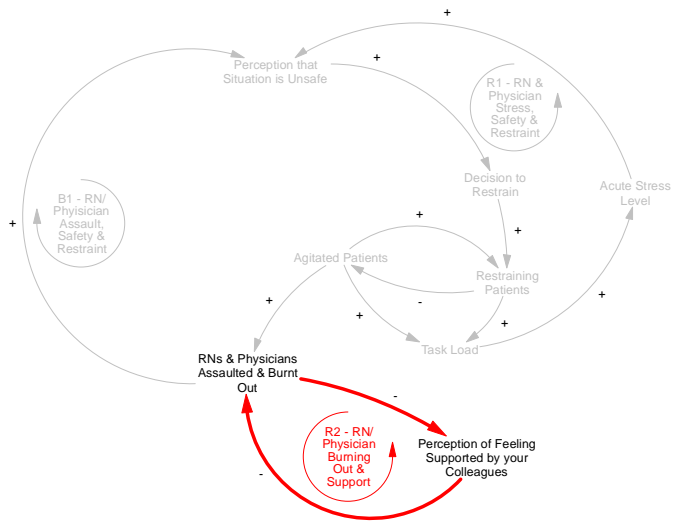 +
Perception that
Situation is Unsafe
+
R1 - RN &
Physician
Stress,
Safety &
Restraint
Decision to
Restrain
Acute Stress
Level
B1 - RN/
Phyisician
Assault,
Safety &
Restraint
+
+
+
Agitated Patients
Restraining
Patients
-
+
+
+
+
Task Load
RNs & Physicians
Assaulted & Burnt
Out
-
R2 - RN/
Physician
Burning
Out &
Support
Perception of Feeling
Supported by your
Colleagues
-